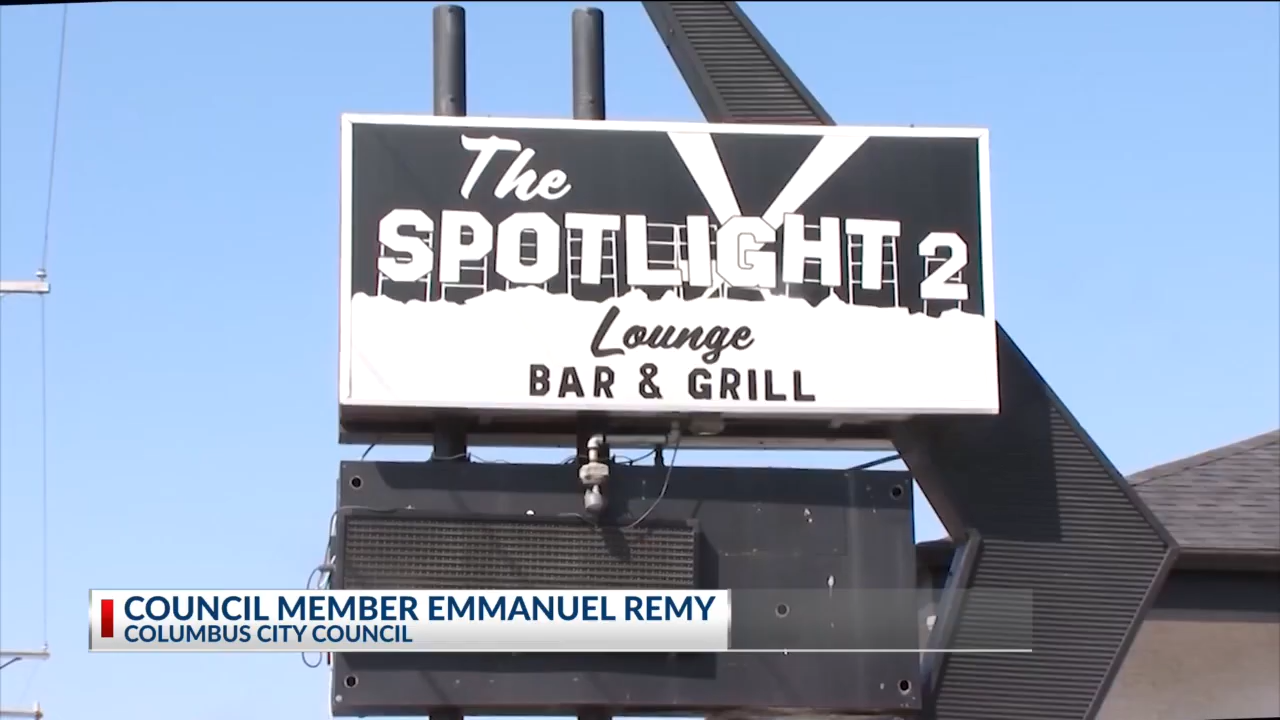 The
SPOTLIGHT 2
Lounge
BAR & GRILL
COUNCIL MEMBER EMMANUEL REMY
COLUMBUS CITY COUNCIL